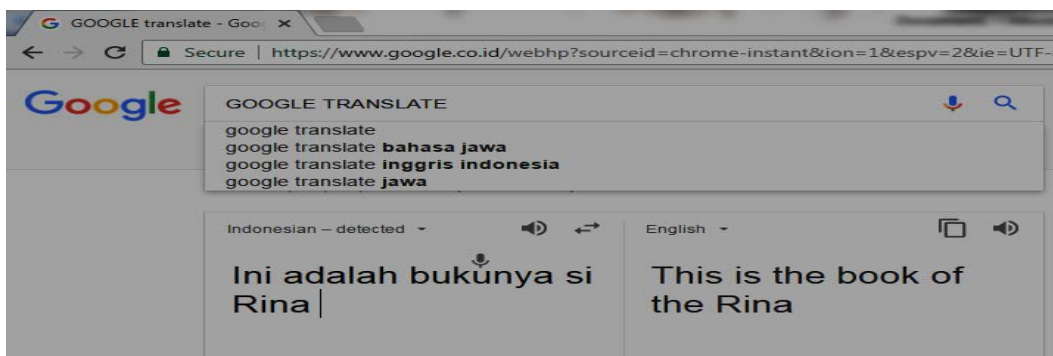 GOOGLE translate - Goo
Secure | https://www.google.co.id/webhp?sourceid=chrome-instant&ion=1&espv=2&ie=UTF-
Google
GOOGLE TRANSLATE
google translate
google translate bahasa jawa
google translate inggris indonesia
google translate jawa
Indonesian – detected
English
Ini adalah bukunya si
Rina
This is the book of
the Rina